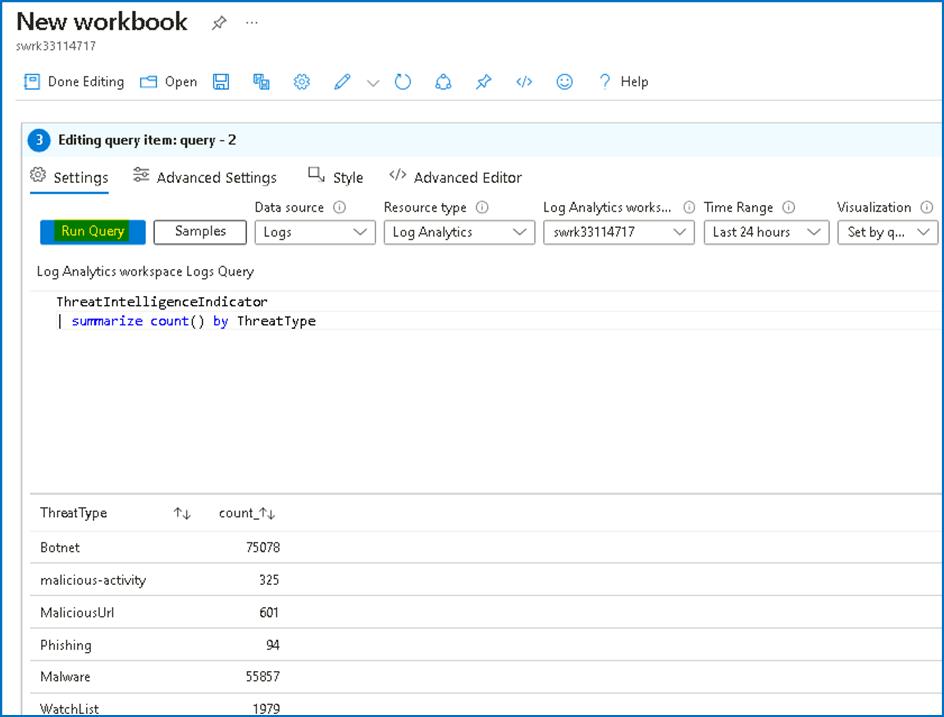 New workbook ...
swrk33114717
Done Editing Open Help
3 Editing query item: query - 2
Settings Advanced Settings Style Advanced Editor
Data source Resource type Log Analytics works... Time Range Visualization
Run Query Samples Logs Log Analytics swrk33114717 Last 24 hours Set by q...
Log Analytics workspace Logs Query
ThreatIntelligenceIndicator
| summarize count() by ThreatType
ThreatType count_
Botnet 75078
malicious-activity 325
MaliciousUrl 601
Phishing 94
Malware 55857
WatchList 1979